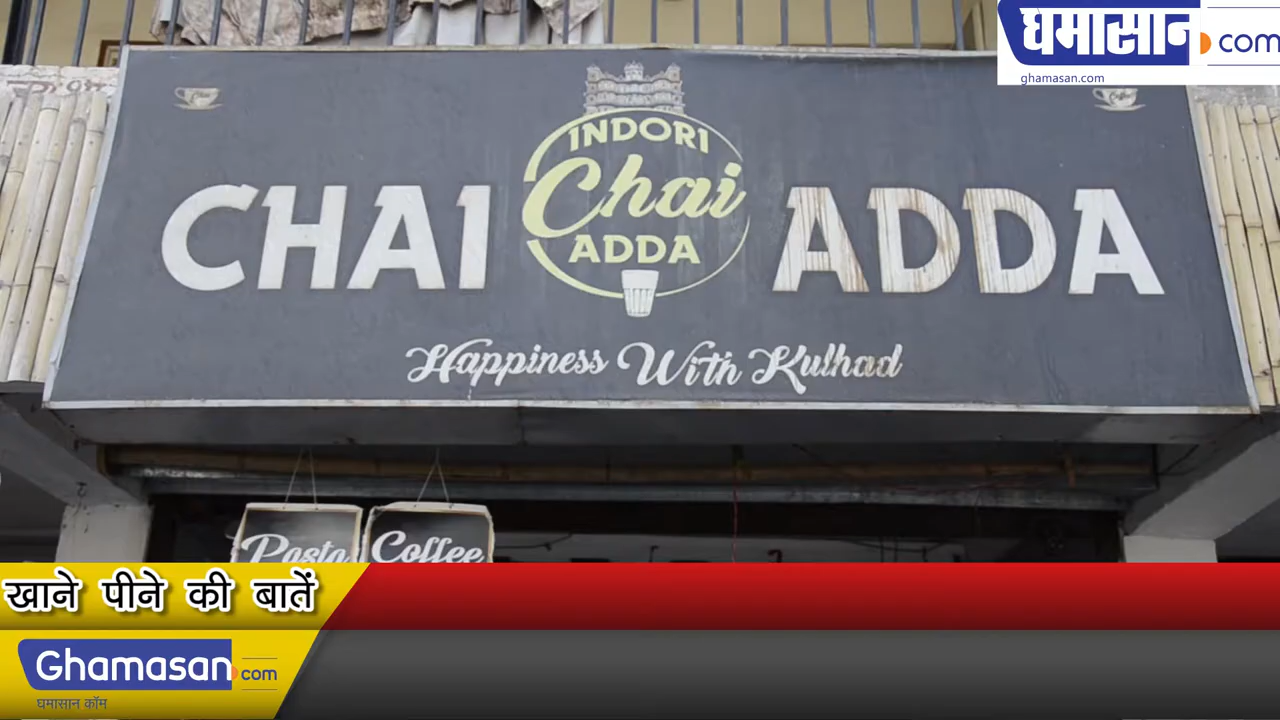 घमासान.com
ghamasan.com
INDORI
Chai
ADDA
CHAI ADDA
Happiness With Kulhad
Pasta Coffee
खाने पीने की बातें
Ghamasan.com
घमासान कॉम